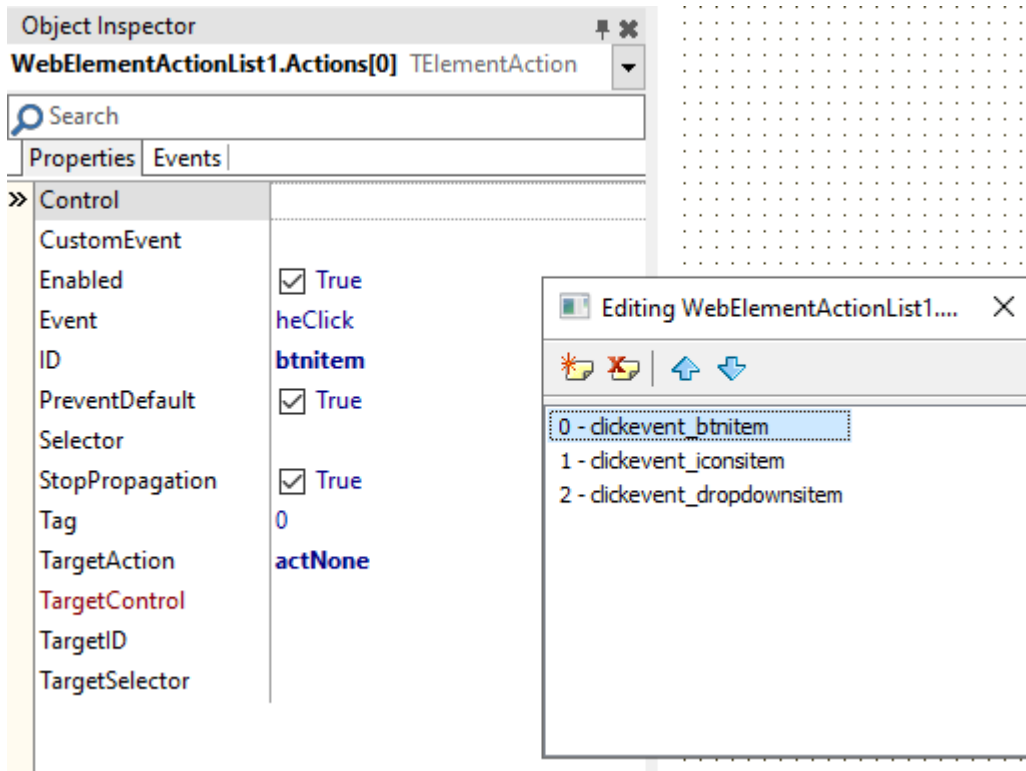 Object Inspector
WebElementActionList1.Actions[0] TElementAction
Search
Properties Events
Control
CustomEvent
Enabled True
Event heClick
ID btnitem
PreventDefault True
Selector
StopPropagation True
Tag 0
TargetAction actNone
TargetControl
TargetID
TargetSelector
Editing WebElementActionList1....
0 - clickevent_btnitem
1 - clickevent_iconsitem
2 - clickevent_dropdownsitem